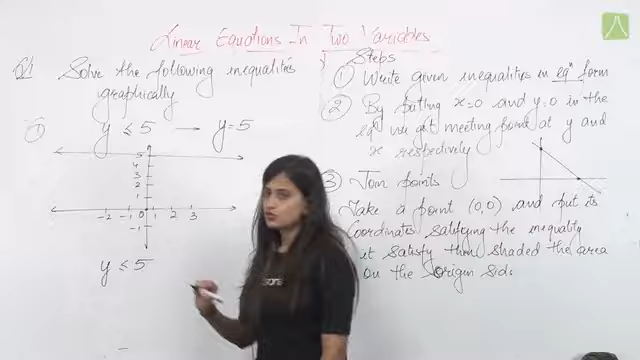 Linear Equations In Two Variables
Q1 Solve the following inequalities
graphically
y ≤ 5 — y = 5
5
4
3
2
1
-2 -1 0 1 2 3
-1
y ≤ 5
Steps
① Write given inequalities in eqn form
② By putting x=0 and y=0 in the
eqn we get meeting point at y and
x respectively
③ Join points
Take a point (0,0) and put its
Coordinates satisfying the inequality
it satisfy then shaded the area
on the Origin side